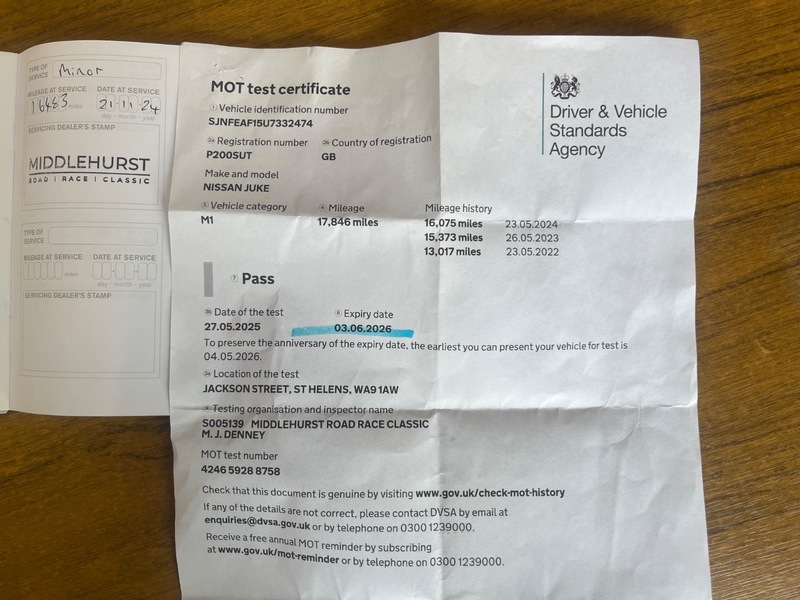 TYPE OF SERVICE Minor
MILEAGE AT SERVICE DATE AT SERVICE
16483 miles 21-11-24
day - month - year
SERVICING DEALER'S STAMP
MIDDLEHURST
ROAD | RACE | CLASSIC
TYPE OF SERVICE
MILEAGE AT SERVICE DATE AT SERVICE
miles
day - month - year
SERVICING DEALER'S STAMP
MOT test certificate
Driver & Vehicle
Standards
Agency
① Vehicle identification number
SJNFEAF15U7332474
2a Registration number 2b Country of registration
P200SUT GB
Make and model
NISSAN JUKE
⑤ Vehicle category ④ Mileage Mileage history
M1 17,846 miles 16,075 miles 23.05.2024
15,373 miles 26.05.2023
13,017 miles 23.05.2022
⑦ Pass
3b Date of the test ⑧ Expiry date
27.05.2025 03.06.2026
To preserve the anniversary of the expiry date, the earliest you can present your vehicle for test is
04.05.2026.
3a Location of the test
JACKSON STREET, ST HELENS, WA9 1AW
⑨ Testing organisation and inspector name
S005139 MIDDLEHURST ROAD RACE CLASSIC
M. J. DENNEY
MOT test number
4246 5928 8758
Check that this document is genuine by visiting www.gov.uk/check-mot-history
If any of the details are not correct, please contact DVSA by email at
enquiries@dvsa.gov.uk or by telephone on 0300 1239000.
Receive a free annual MOT reminder by subscribing
at www.gov.uk/mot-reminder or by telephone on 0300 1239000.